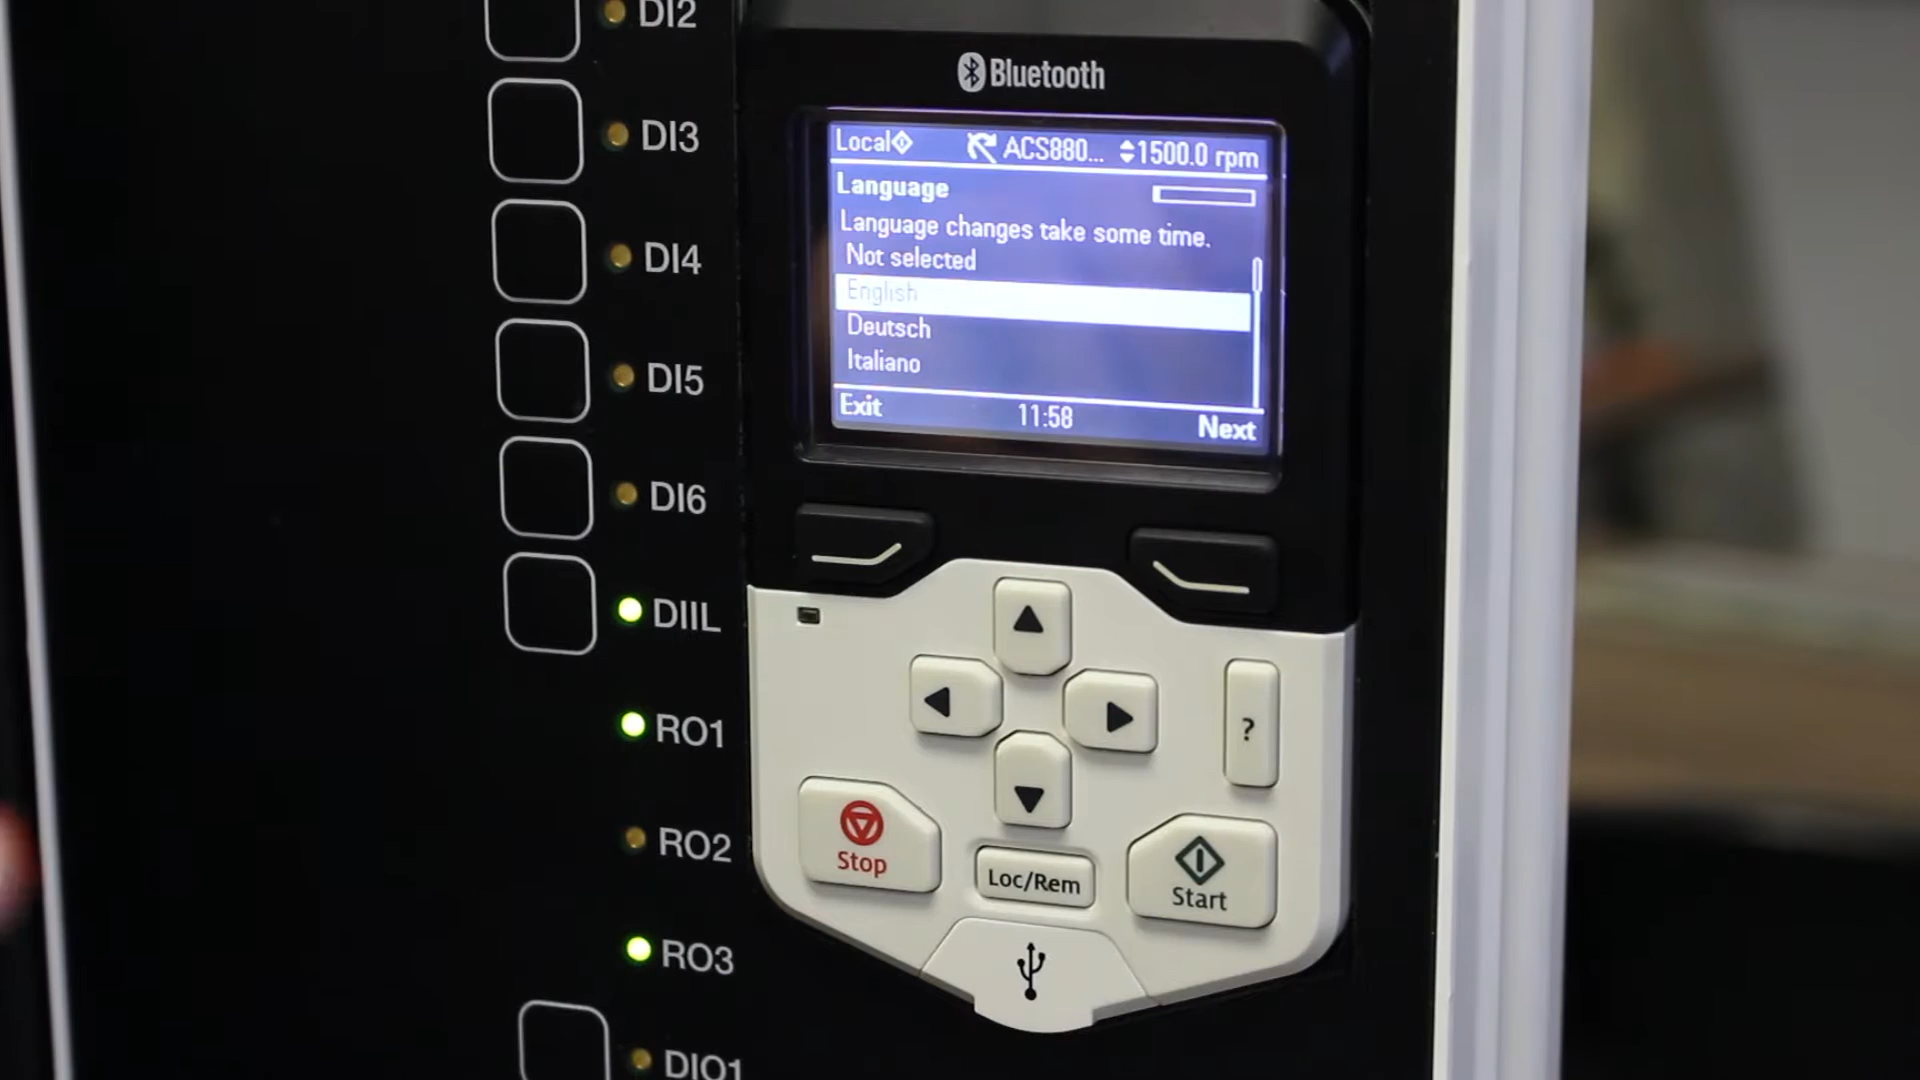 DI2
DI3
DI4
DI5
DI6
DIIL
RO1
RO2
RO3
DIO1
Bluetooth
Local ACS880... 1500.0 rpm
Language
Language changes take some time.
Not selected
English
Deutsch
Italiano
Exit 11:58 Next
?
Stop
Loc/Rem
Start